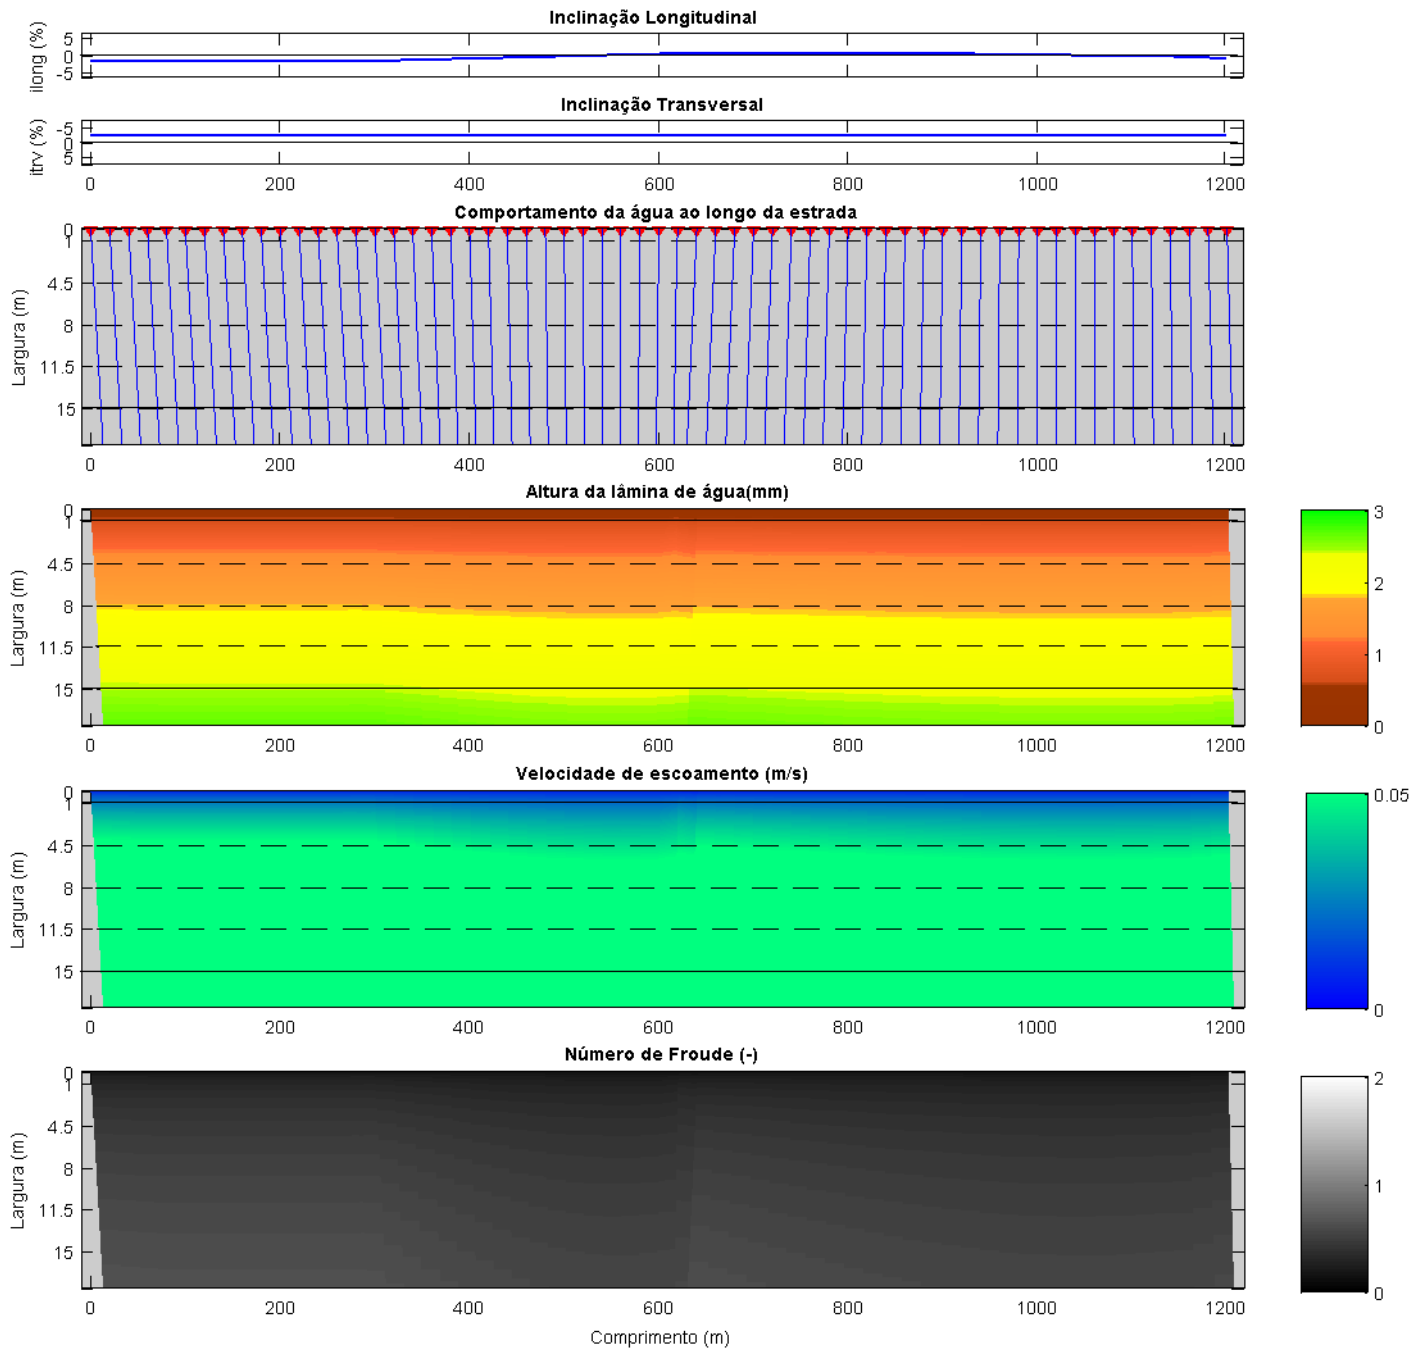 Inclinação Longitudinal
ilong (%)
5
0
-5
Inclinação Transversal
itrv (%)
-5
0
5
0 200 400 600 800 1000 1200
Comportamento da água ao longo da estrada
Largura (m)
0
1
4.5
8
11.5
15
0 200 400 600 800 1000 1200
Altura da lâmina de água(mm)
Largura (m)
0
1
4.5
8
11.5
15
0 200 400 600 800 1000 1200
3
2
1
0
Velocidade de escoamento (m/s)
Largura (m)
0
1
4.5
8
11.5
15
0 200 400 600 800 1000 1200
0.05
0
Número de Froude (-)
Largura (m)
0
1
4.5
8
11.5
15
0 200 400 600 800 1000 1200
2
1
0
Comprimento (m)